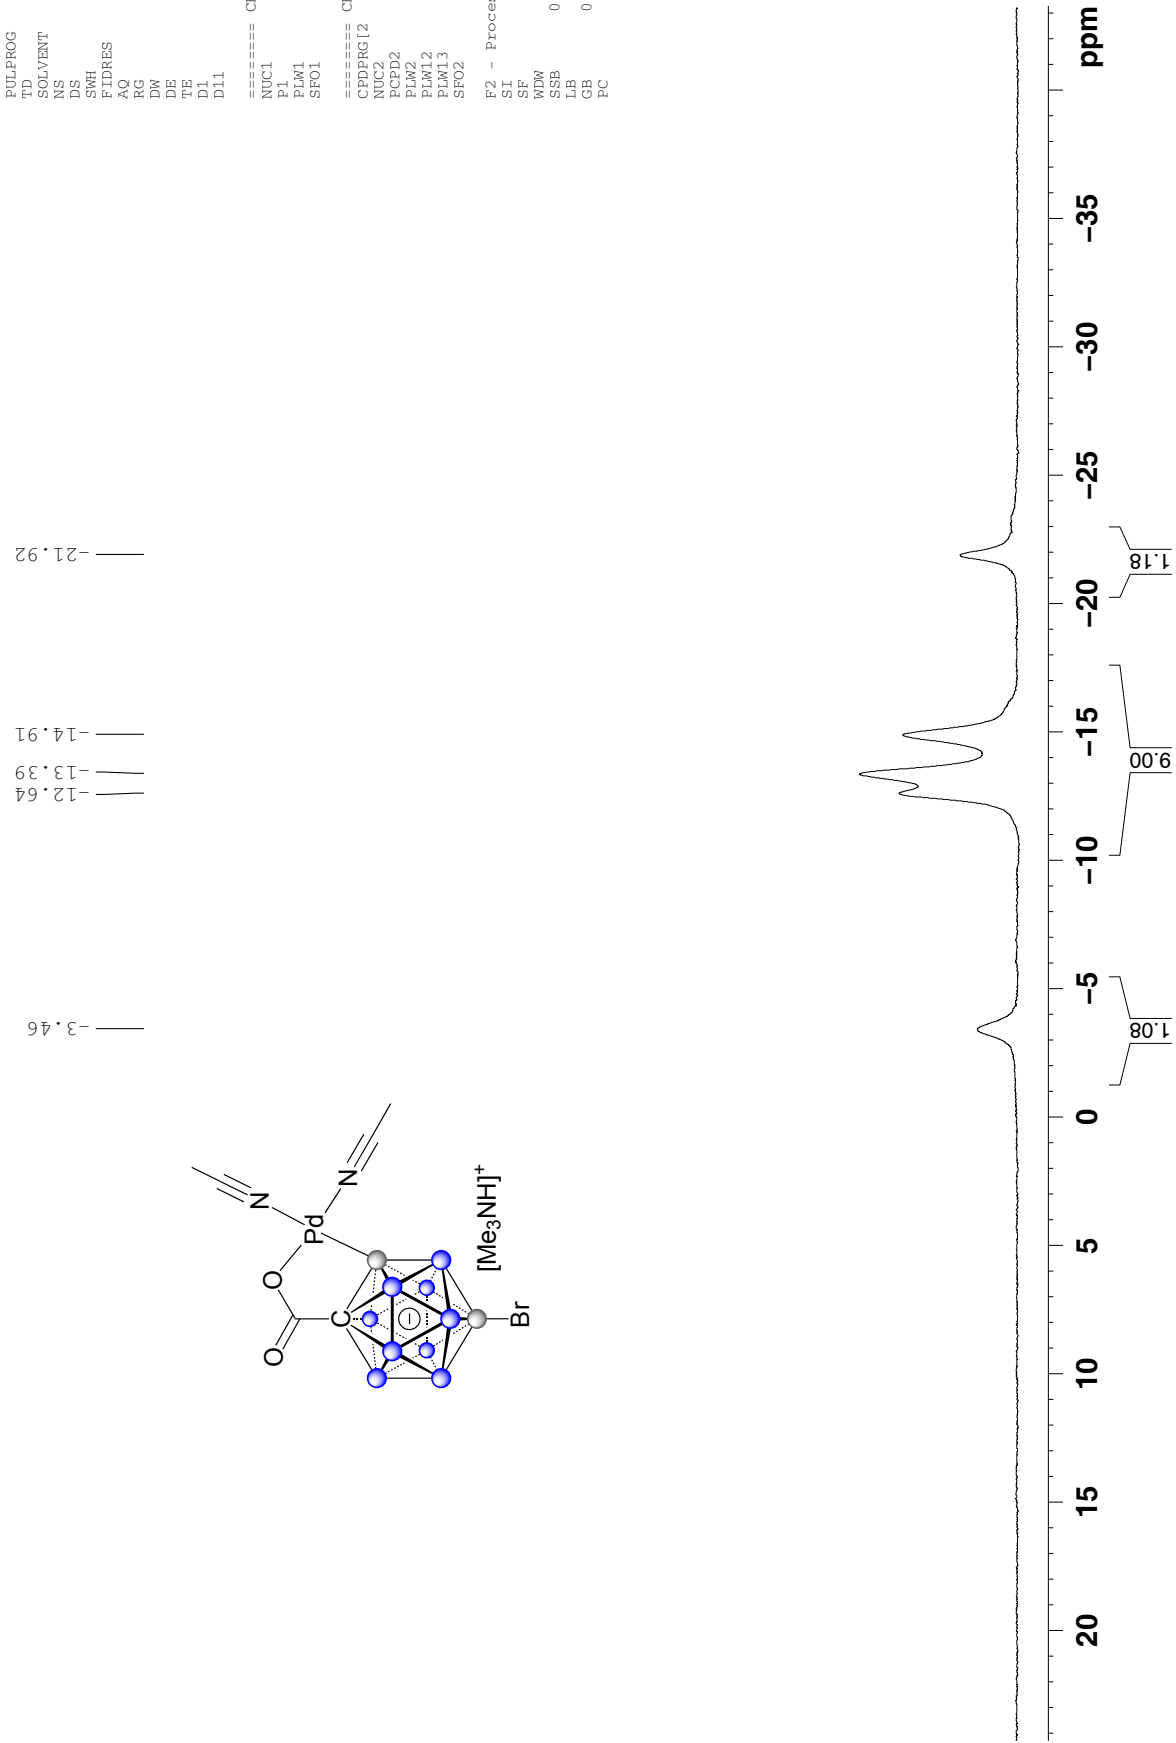 PULPROG
TD
SOLVENT
NS
DS
SWH
FIDRES
AQ
RG
DW
DE
TE
D1
D11
======== C
NUC1
P1
PLW1
SFO1
======== C
CPDPRG[2
NUC2
PCPD2
PLW2
PLW12
PLW13
SFO2
F2 - Proces
SI
SF
WDW
SSB 0
LB
GB 0
PC
-3.46
-12.64
-13.39
-14.91
-21.92
O
O
Pd
N
N
C
−
Br
[Me3NH]+
20
15
10
5
0
−5
−10
−15
−20
−25
−30
−35
ppm
1.08
9.00
1.18